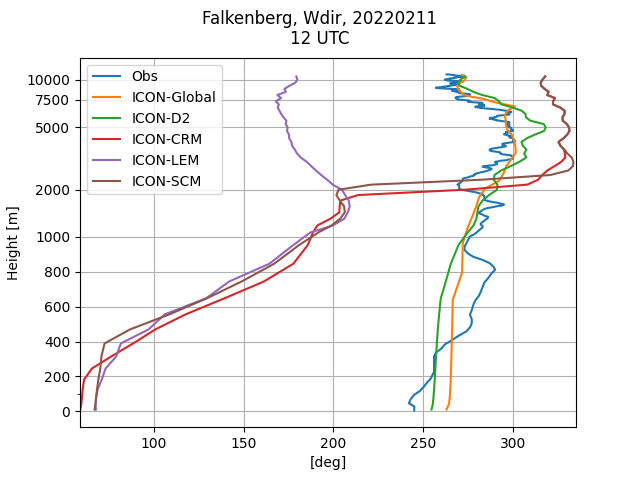 Falkenberg, Wdir, 20220211
12 UTC
Obs
ICON-Global
ICON-D2
ICON-CRM
ICON-LEM
ICON-SCM
10000
7500
5000
2000
1000
800
600
400
200
0
Height [m]
100 150 200 250 300
[deg]